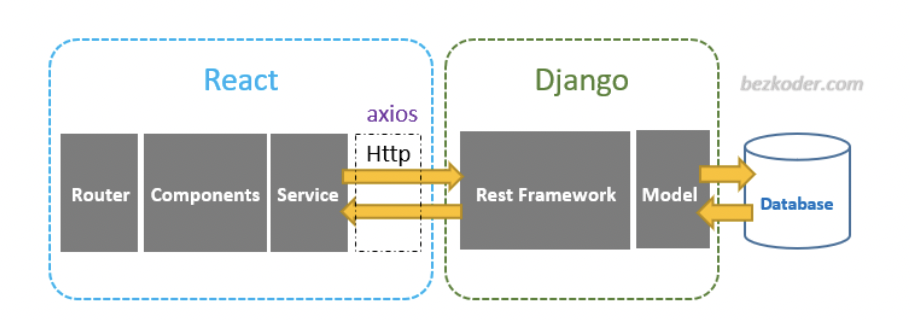 React
Django
bezkoder.com
axios
Http
Router
Components
Service
Rest Framework
Model
Database